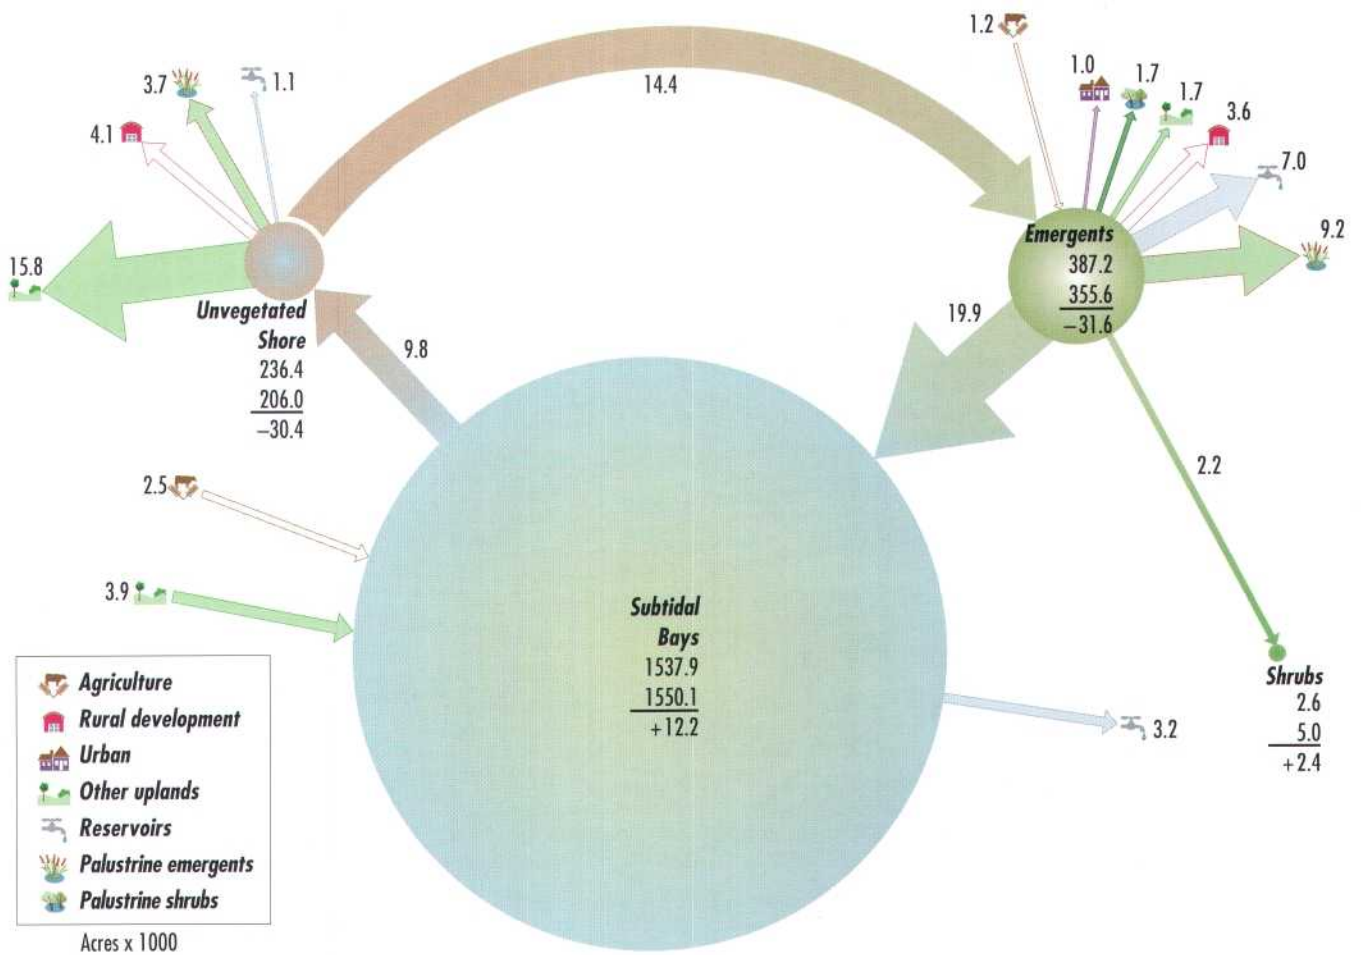 1.2
14.4
1.0
1.7
1.7
3.6
7.0
9.2
3.7
1.1
4.1
15.8
Unvegetated
Shore
236.4
206.0
–30.4
9.8
Emergents
387.2
355.6
–31.6
19.9
2.2
2.5
3.9
Subtidal
Bays
1537.9
1550.1
+12.2
3.2
Shrubs
2.6
5.0
+2.4
Agriculture
Rural development
Urban
Other uplands
Reservoirs
Palustrine emergents
Palustrine shrubs
Acres x 1000